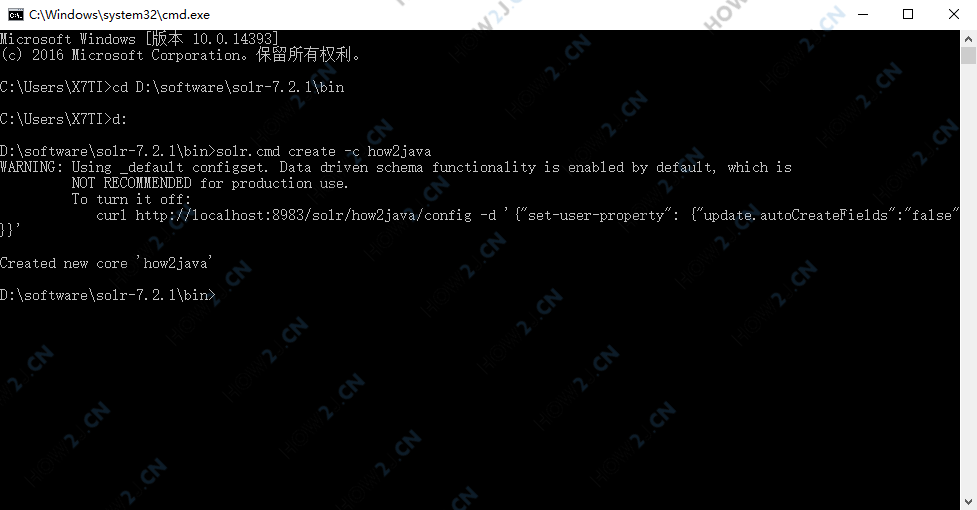 C:\Windows\system32\cmd.exe
Microsoft Windows [版本 10.0.14393]
(c) 2016 Microsoft Corporation。保留所有权利。
C:\Users\X7TI>cd D:\software\solr-7.2.1\bin
C:\Users\X7TI>d:
D:\software\solr-7.2.1\bin>solr.cmd create -c how2java
WARNING: Using _default configset. Data driven schema functionality is enabled by default, which is
NOT RECOMMENDED for production use.
To turn it off:
curl http://localhost:8983/solr/how2java/config -d '{"set-user-property": {"update.autoCreateFields":"false"
}}'
Created new core 'how2java'
D:\software\solr-7.2.1\bin>